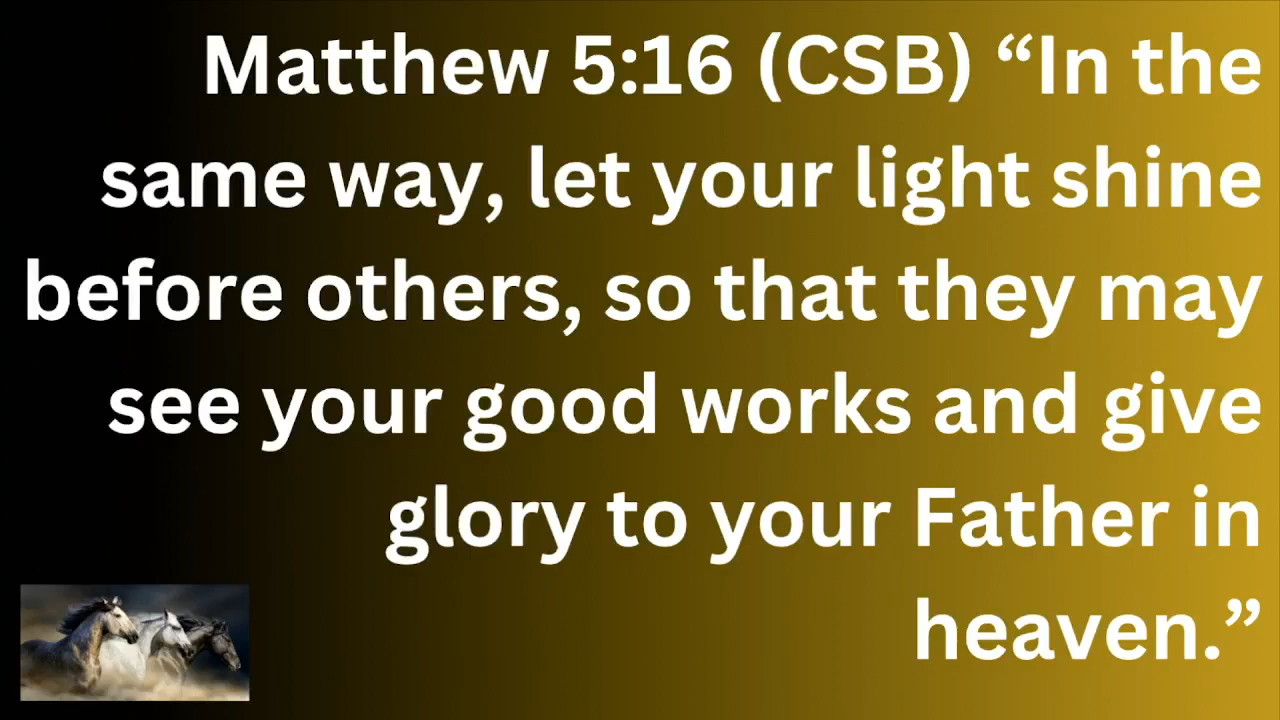 Matthew 5:16 (CSB) “In the
same way, let your light shine
before others, so that they may
see your good works and give
glory to your Father in
heaven.”